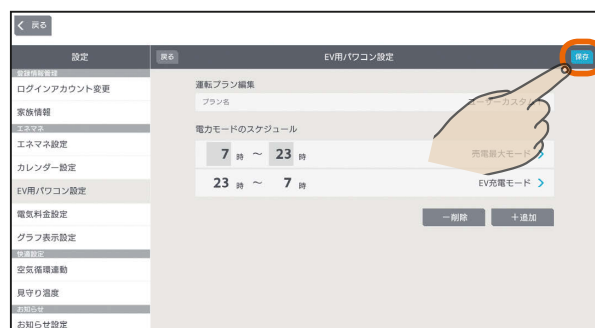 戻る
設定
戻る
EV用パワコン設定
保存
登録情報管理
ログインアカウント変更
家族情報
エネマネ
エネマネ設定
カレンダー設定
EV用パワコン設定
電気料金設定
グラフ表示設定
快適設定
空気循環連動
見守り温度
お知らせ
お知らせ設定
運転プラン編集
プラン名
ユーザーカスタム
電力モードのスケジュール
7 時 ~ 23 時
売電最大モード
23 時 ~ 7 時
EV充電モード
－削除
＋追加